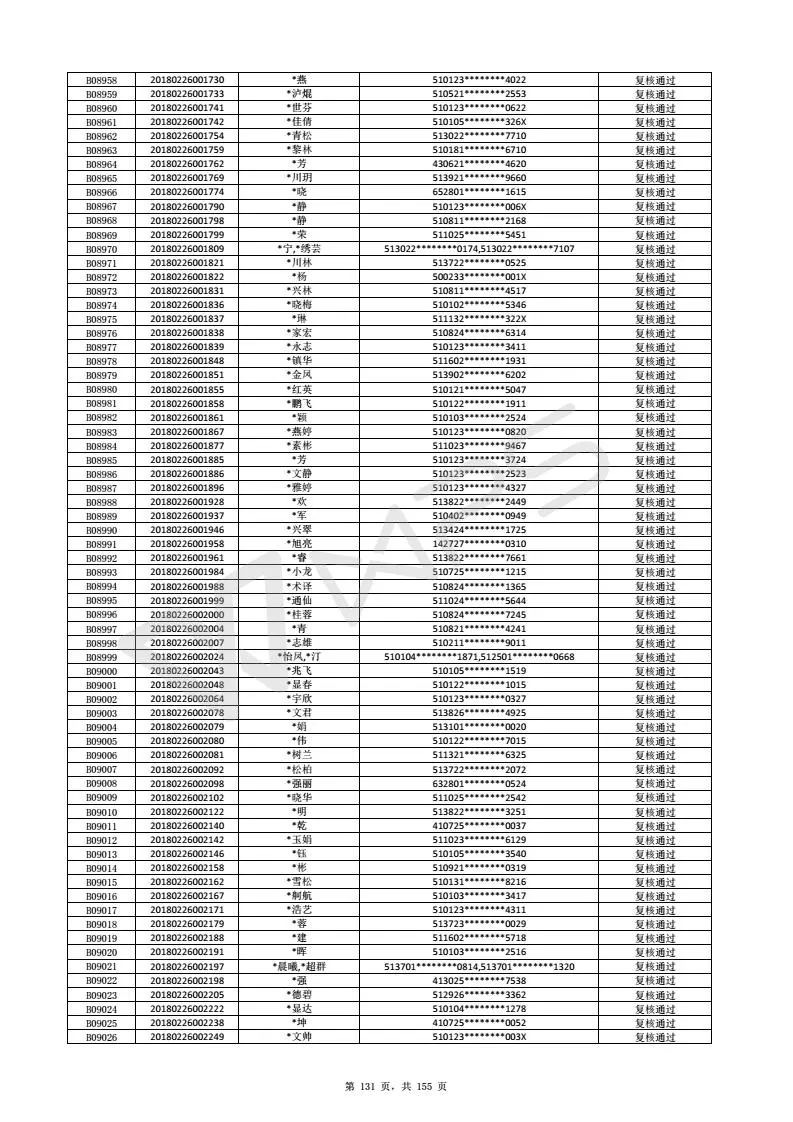 B08958 20180226001730 *燕 510123********4022 复核通过
B08959 20180226001733 *泸焜 510521********2553 复核通过
B08960 20180226001741 *世芬 510123********0622 复核通过
B08961 20180226001742 *佳倩 510105********326X 复核通过
B08962 20180226001754 *青松 513022********7710 复核通过
B08963 20180226001759 *黎林 510181********6710 复核通过
B08964 20180226001762 *芳 430621********4620 复核通过
B08965 20180226001769 *川玥 513921********9660 复核通过
B08966 20180226001774 *晓 652801********1615 复核通过
B08967 20180226001790 *静 510123********006X 复核通过
B08968 20180226001798 *静 510811********2168 复核通过
B08969 20180226001799 *荣 511025********5451 复核通过
B08970 20180226001809 *宁,*绣芸 513022********0174,513022********7107 复核通过
B08971 20180226001821 *川林 513722********0525 复核通过
B08972 20180226001822 *杨 500233********001X 复核通过
B08973 20180226001831 *兴林 510811********4517 复核通过
B08974 20180226001836 *晓梅 510102********5346 复核通过
B08975 20180226001837 *琳 511132********322X 复核通过
B08976 20180226001838 *家宏 510824********6314 复核通过
B08977 20180226001839 *永志 510123********3411 复核通过
B08978 20180226001848 *镇华 511602********1931 复核通过
B08979 20180226001851 *金凤 513902********6202 复核通过
B08980 20180226001855 *红英 510121********5047 复核通过
B08981 20180226001858 *鹏飞 510122********1911 复核通过
B08982 20180226001861 *颖 510103********2524 复核通过
B08983 20180226001867 *燕婷 510123********0820 复核通过
B08984 20180226001877 *素彬 511023********9467 复核通过
B08985 20180226001885 *芳 510123********3724 复核通过
B08986 20180226001886 *文静 510123********2523 复核通过
B08987 20180226001896 *雅婷 510123********4327 复核通过
B08988 20180226001928 *欢 513822********2449 复核通过
B08989 20180226001937 *军 510402********0949 复核通过
B08990 20180226001946 *兴翠 513424********1725 复核通过
B08991 20180226001958 *旭亮 142727********0310 复核通过
B08992 20180226001961 *睿 513822********7661 复核通过
B08993 20180226001984 *小龙 510725********1215 复核通过
B08994 20180226001988 *术译 510824********1365 复核通过
B08995 20180226001999 *通仙 511024********5644 复核通过
B08996 20180226002000 *桂蓉 510824********7245 复核通过
B08997 20180226002004 *青 510821********4241 复核通过
B08998 20180226002007 *志雄 510211********9011 复核通过
B08999 20180226002024 *怡凤,*汀 510104********1871,512501********0668 复核通过
B09000 20180226002043 *兆飞 510105********1519 复核通过
B09001 20180226002048 *显春 510122********1015 复核通过
B09002 20180226002064 *宇欣 510123********0327 复核通过
B09003 20180226002078 *文君 513826********4925 复核通过
B09004 20180226002079 *娟 513101********0020 复核通过
B09005 20180226002080 *伟 510122********7015 复核通过
B09006 20180226002081 *树兰 511321********6325 复核通过
B09007 20180226002092 *松柏 513722********2072 复核通过
B09008 20180226002098 *强丽 632801********0524 复核通过
B09009 20180226002102 *晓华 511025********2542 复核通过
B09010 20180226002122 *明 513822********3251 复核通过
B09011 20180226002140 *乾 410725********0037 复核通过
B09012 20180226002142 *玉娟 511023********6129 复核通过
B09013 20180226002146 *钰 510105********3540 复核通过
B09014 20180226002158 *彬 510921********0319 复核通过
B09015 20180226002162 *雪松 510131********8216 复核通过
B09016 20180226002167 *舸航 510103********3417 复核通过
B09017 20180226002171 *浩艺 510123********4311 复核通过
B09018 20180226002179 *蓉 513723********0029 复核通过
B09019 20180226002188 *建 511602********5718 复核通过
B09020 20180226002191 *晖 510103********2516 复核通过
B09021 20180226002197 *晨曦,*超群 513701********0814,513701********1320 复核通过
B09022 20180226002198 *强 413025********7538 复核通过
B09023 20180226002205 *德碧 512926********3362 复核通过
B09024 20180226002222 *显达 510104********1278 复核通过
B09025 20180226002238 *坤 410725********0052 复核通过
B09026 20180226002249 *文帅 510123********003X 复核通过
WPS
第 131 页，共 155 页